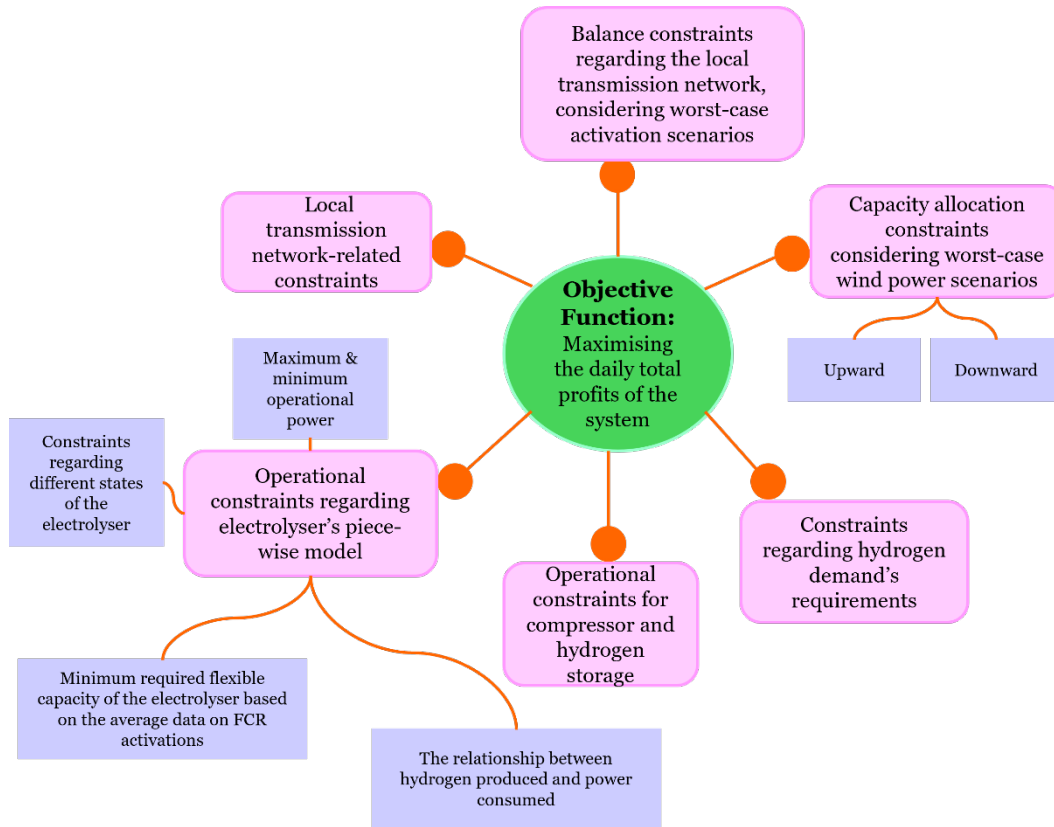 Balance constraints
regarding the local
transmission network,
considering worst-case
activation scenarios
Local
transmission
network-related
constraints
Capacity allocation
constraints
considering worst-case
wind power scenarios
Upward
Downward
Objective
Function:
Maximising
the daily total
profits of the
system
Maximum &
minimum
operational
power
Constraints
regarding
different states
of the
electrolyser
Operational
constraints regarding
electrolyser's piece-
wise model
Constraints
regarding hydrogen
demand's
requirements
Operational
constraints for
compressor and
hydrogen
storage
Minimum required flexible
capacity of the electrolyser based
on the average data on FCR
activations
The relationship between
hydrogen produced and power
consumed